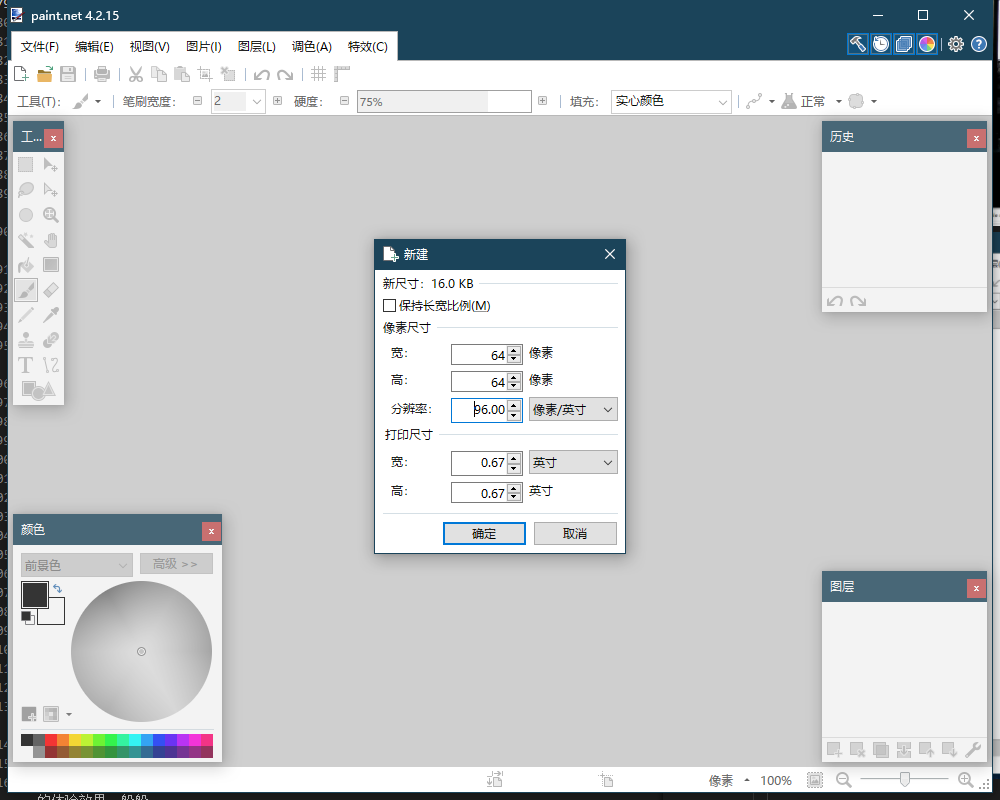 paint.net 4.2.15
文件(F) 编辑(E) 视图(V) 图片(I) 图层(L) 调色(A) 特效(C)
工具(T): 笔刷宽度: 2 硬度: 75% 填充: 实心颜色 正常
工... x
历史 x
新建
新尺寸: 16.0 KB
保持长宽比例(M)
像素尺寸
宽: 64 像素
高: 64 像素
分辨率: 96.00 像素/英寸
打印尺寸
宽: 0.67 英寸
高: 0.67 英寸
确定 取消
颜色 x
前景色 高级 >>
图层 x
像素 100%